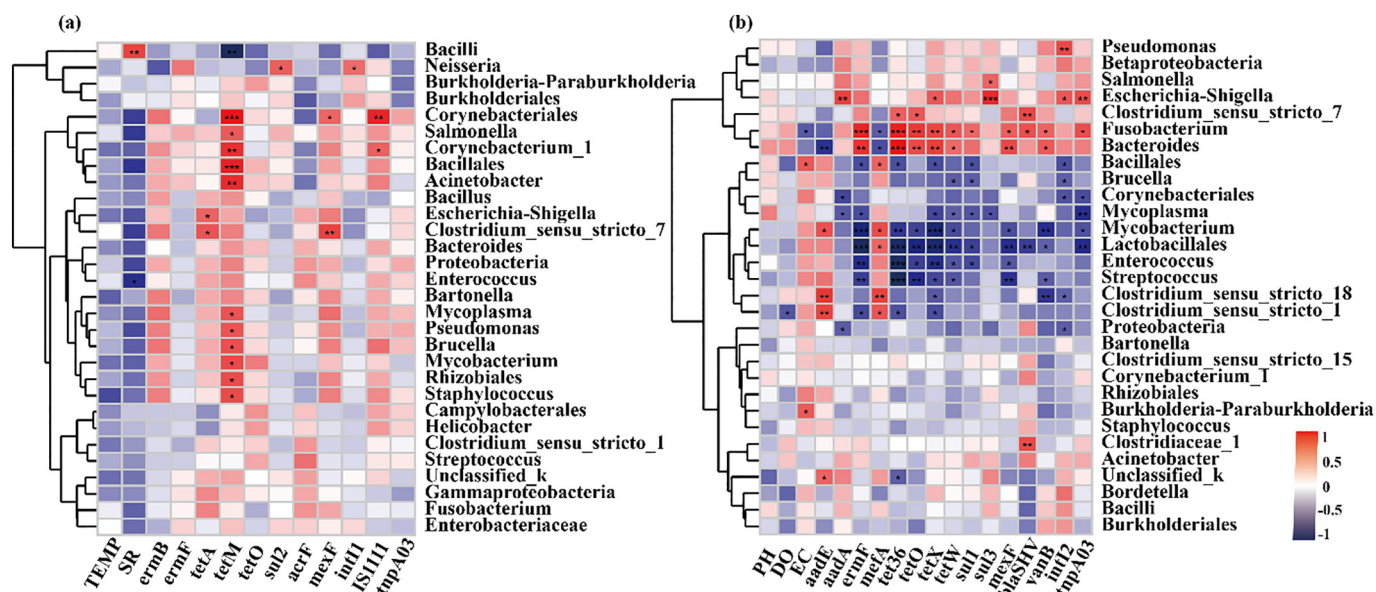 (a)
Bacilli
Neisseria
Burkholderia-Paraburkholderia
Burkholderiales
Corynebacteriales
Salmonella
Corynebacterium_1
Bacillales
Acinetobacter
Bacillus
Escherichia-Shigella
Clostridium_sensu_stricto_7
Bacteroides
Proteobacteria
Enterococcus
Bartonella
Mycoplasma
Pseudomonas
Brucella
Mycobacterium
Rhizobiales
Staphylococcus
Campylobacterales
Helicobacter
Clostridium_sensu_stricto_1
Streptococcus
Unclassified_k
Gammaproteobacteria
Fusobacterium
Enterobacteriaceae
TEMP
SR
ermB
ermF
tetA
tetM
tetO
sul2
acrF
mexF
intI1
IS1111
tnpA03
(b)
Pseudomonas
Betaproteobacteria
Salmonella
Escherichia-Shigella
Clostridium_sensu_stricto_7
Fusobacterium
Bacteroides
Bacillales
Brucella
Corynebacteriales
Mycoplasma
Mycobacterium
Lactobacillales
Enterococcus
Streptococcus
Clostridium_sensu_stricto_18
Clostridium_sensu_stricto_1
Proteobacteria
Bartonella
Clostridium_sensu_stricto_15
Corynebacterium_1
Rhizobiales
Burkholderia-Paraburkholderia
Staphylococcus
Clostridiaceae_1
Acinetobacter
Unclassified_k
Bordetella
Bacilli
Burkholderiales
PH
DO
EC
aadE
aadA
ermF
mefA
tet36
tetO
tetX
tetW
sul1
sul3
mexF
blaSHV
vanB
intI2
tnpA03
1
0.5
0
-0.5
-1